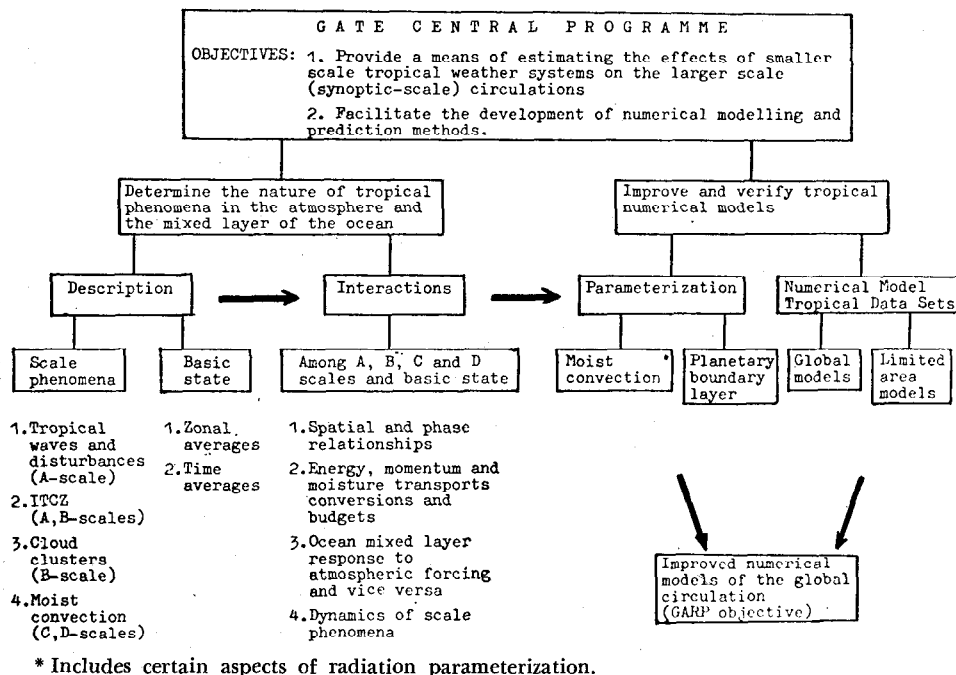 GATE CENTRAL PROGRAMME
OBJECTIVES: 1. Provide a means of estimating the effects of smaller
scale tropical weather systems on the larger scale
(synoptic-scale) circulations
2. Facilitate the development of numerical modelling and
prediction methods.
Determine the nature of tropical
phenomena in the atmosphere and
the mixed layer of the ocean
Improve and verify tropical
numerical models
Description
Interactions
Parameterization
Numerical Model
Tropical Data Sets
Scale
phenomena
Basic
state
Among A, B, C and D
scales and basic state
Moist *
convection
Planetary
boundary
layer
Global
models
Limited
area
models
1.Tropical
waves and
disturbances
(A-scale)
2.ITCZ
(A,B-scales)
3.Cloud
clusters
(B-scale)
4.Moist
convection
(C,D-scales)
1.Zonal
averages
2.Time
averages
1.Spatial and phase
relationships
2.Energy, momentum and
moisture transports
conversions and
budgets
3.Ocean mixed layer
response to
atmospheric forcing
and vice versa
4.Dynamics of scale
phenomena
Improved numerical
models of the global
circulation
(GARP objective)
* Includes certain aspects of radiation parameterization.